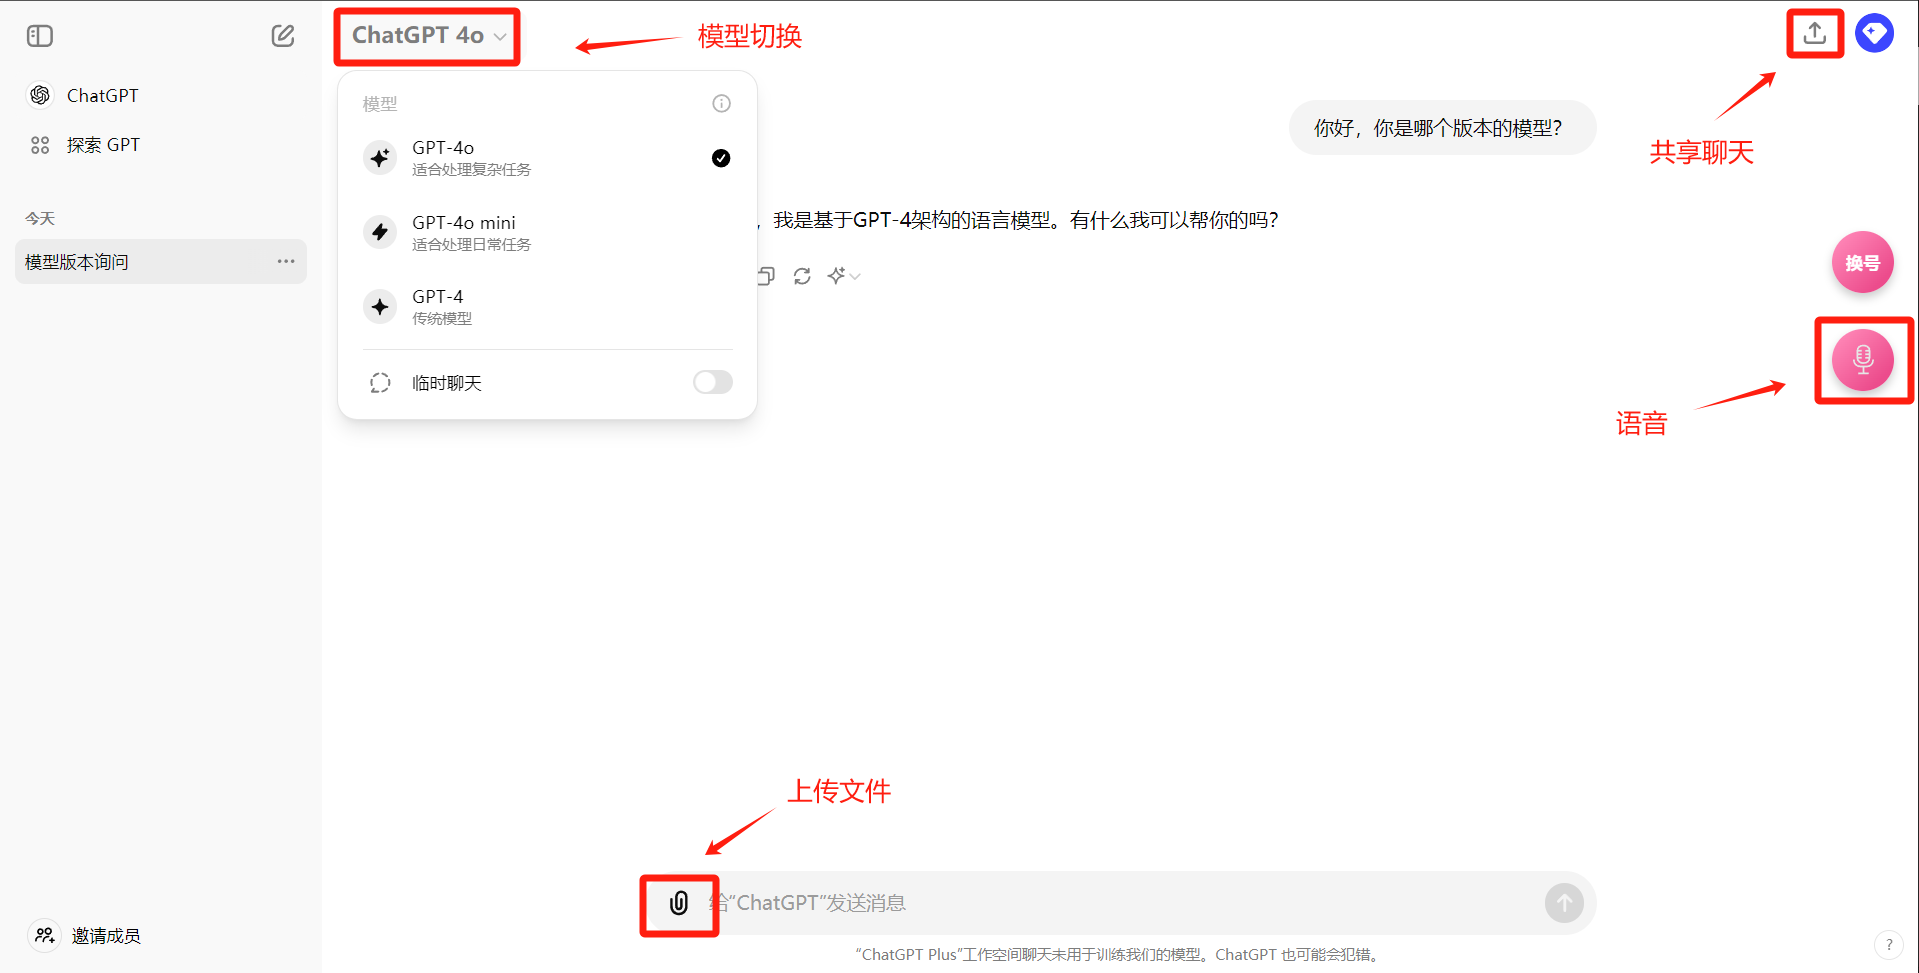 ChatGPT
探索 GPT
今天
模型版本询问
邀请成员
ChatGPT 4o
模型切换
模型
GPT-4o
适合处理复杂任务
GPT-4o mini
适合处理日常任务
GPT-4
传统模型
临时聊天
共享聊天
你好，你是哪个版本的模型？
，我是基于GPT-4架构的语言模型。有什么我可以帮你的吗？
换号
语音
上传文件
给“ChatGPT”发送消息
“ChatGPT Plus”工作空间聊天未用于训练我们的模型。ChatGPT 也可能会犯错。
?